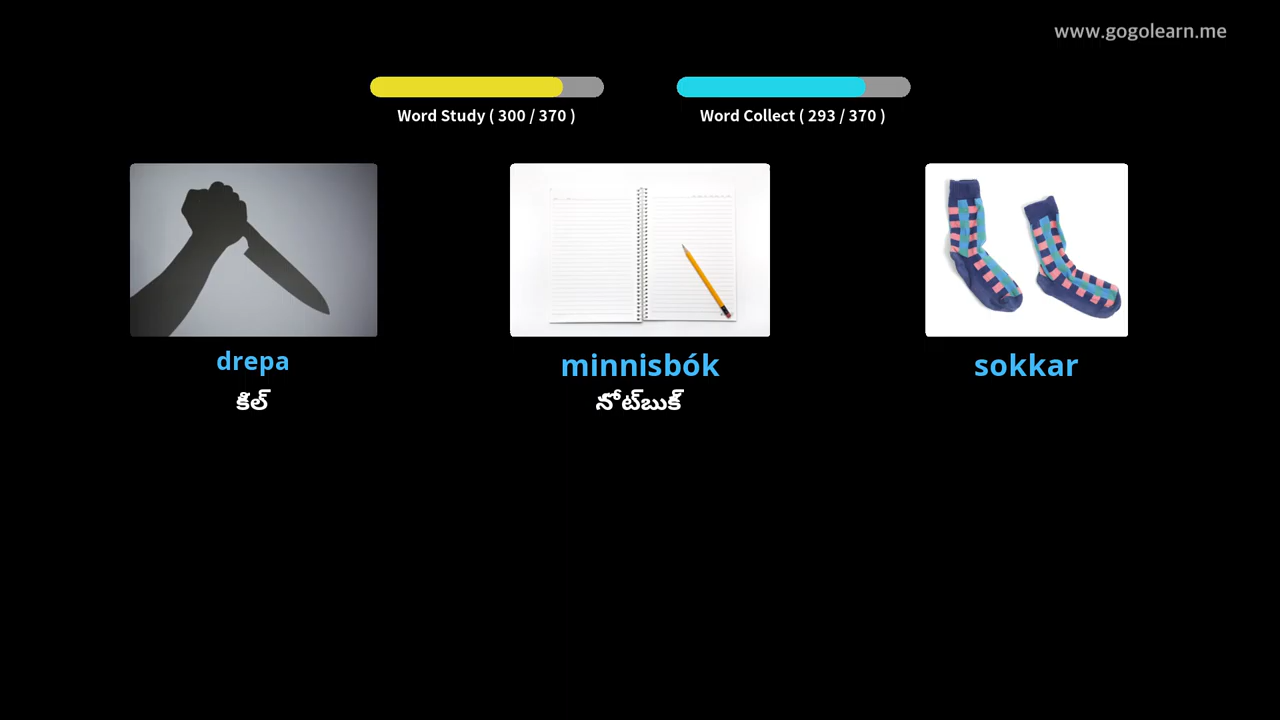 www.gogolearn.me
Word Study ( 300 / 370 )
Word Collect ( 293 / 370 )
drepa
కిల్
minnisbók
నోట్‌బుక్
sokkar